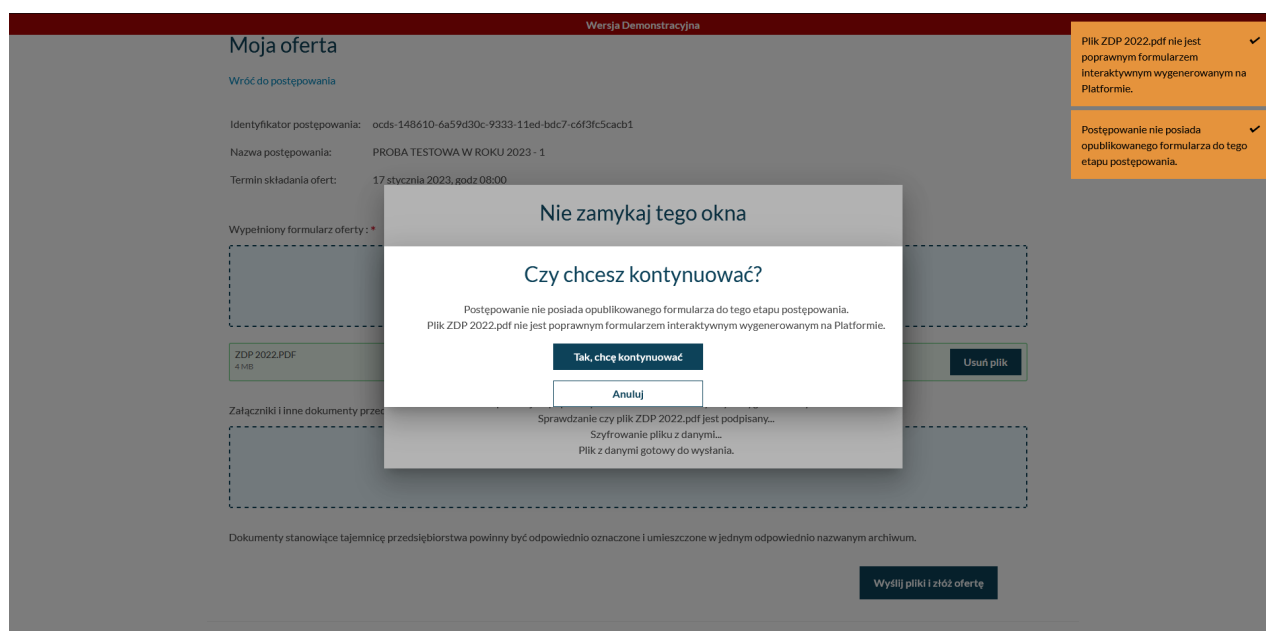 Wersja Demonstracyjna
Moja oferta
Wróć do postępowania
Identyfikator postępowania: ocds-148610-6a59d30c-9333-11ed-bdc7-c6f3fc5cacb1
Nazwa postępowania: PROBA TESTOWA W ROKU 2023 - 1
Termin składania ofert: 17 stycznia 2023, godz 08:00
Plik ZDP 2022.pdf nie jest
poprawnym formularzem
interaktywnym wygenerowanym na
Platformie.
Postępowanie nie posiada
opublikowanego formularza do tego
etapu postępowania.
Nie zamykaj tego okna
Wypełniony formularz oferty : *
Czy chcesz kontynuować?
Postępowanie nie posiada opublikowanego formularza do tego etapu postępowania.
Plik ZDP 2022.pdf nie jest poprawnym formularzem interaktywnym wygenerowanym na Platformie.
Tak, chcę kontynuować
Anuluj
ZDP 2022.PDF
4 MB
Usuń plik
Załączniki i inne dokumenty
Sprawdzanie czy plik ZDP 2022.pdf jest podpisany...
Szyfrowanie pliku z danymi...
Plik z danymi gotowy do wysłania.
Dokumenty stanowiące tajemnicę przedsiębiorstwa powinny być odpowiednio oznaczone i umieszczone w jednym odpowiednio nazwanym archiwum.
Wyślij pliki i złóż ofertę